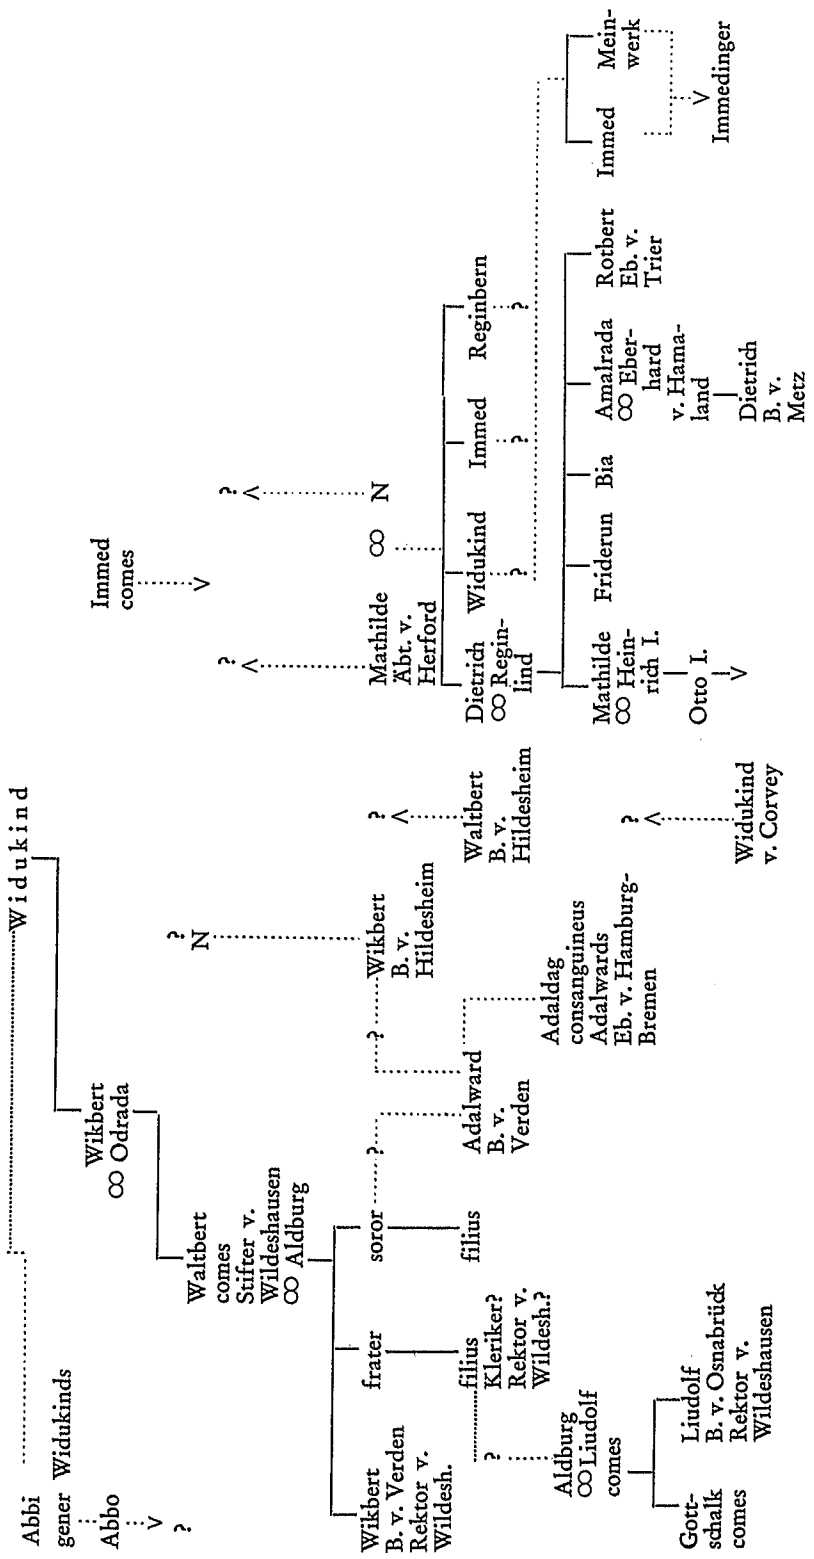 Widukind
Abbi
gener Widukinds
Abbo
?
Wikbert
∞ Odrada
Immed
comes
Waltbert
comes
Stifter v.
Wildeshausen
∞ Aldburg
?
N
?
?
Wikbert
B. v. Verden
Rektor v.
Wildesh.
frater
soror
?
?
Wikbert
B. v.
Hildesheim
?
Mathilde
Äbt. v.
Herford
∞
N
filius
Kleriker?
Rektor v.
Wildesh.?
filius
Adalward
B. v.
Verden
Waltbert
B. v.
Hildesheim
Dietrich
∞ Regin-
lind
Widukind
?
Immed
?
Reginbern
?
?
Aldburg
∞ Liudolf
comes
Adaldag
consanguineus
Adalwards
Eb. v. Hamburg-
Bremen
?
Mathilde
∞ Hein-
rich I.
Otto I.
Friderun
Bia
Amalrada
∞ Eber-
hard
v. Hama-
land
Dietrich
B. v.
Metz
Rotbert
Eb. v.
Trier
Immed
Mein-
werk
Immedinger
Gott-
schalk
comes
Liudolf
B. v. Osnabrück
Rektor v.
Wildeshausen
Widukind
v. Corvey